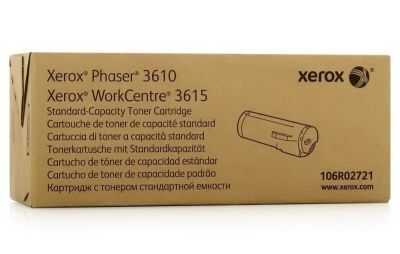 Xerox® Phaser® 3610
Xerox® WorkCentre® 3615
Standard-Capacity Toner Cartridge
Cartouche de toner de capacité standard
Cartuccia di toner a capacità standard
Tonerkartusche mit Standardkapazität
Cartucho de tóner de capacidad estándar
Cartucho de toner de capacidade padrão
Картридж с тонером стандартной емкости
xerox
106R02721
www.xerox.com